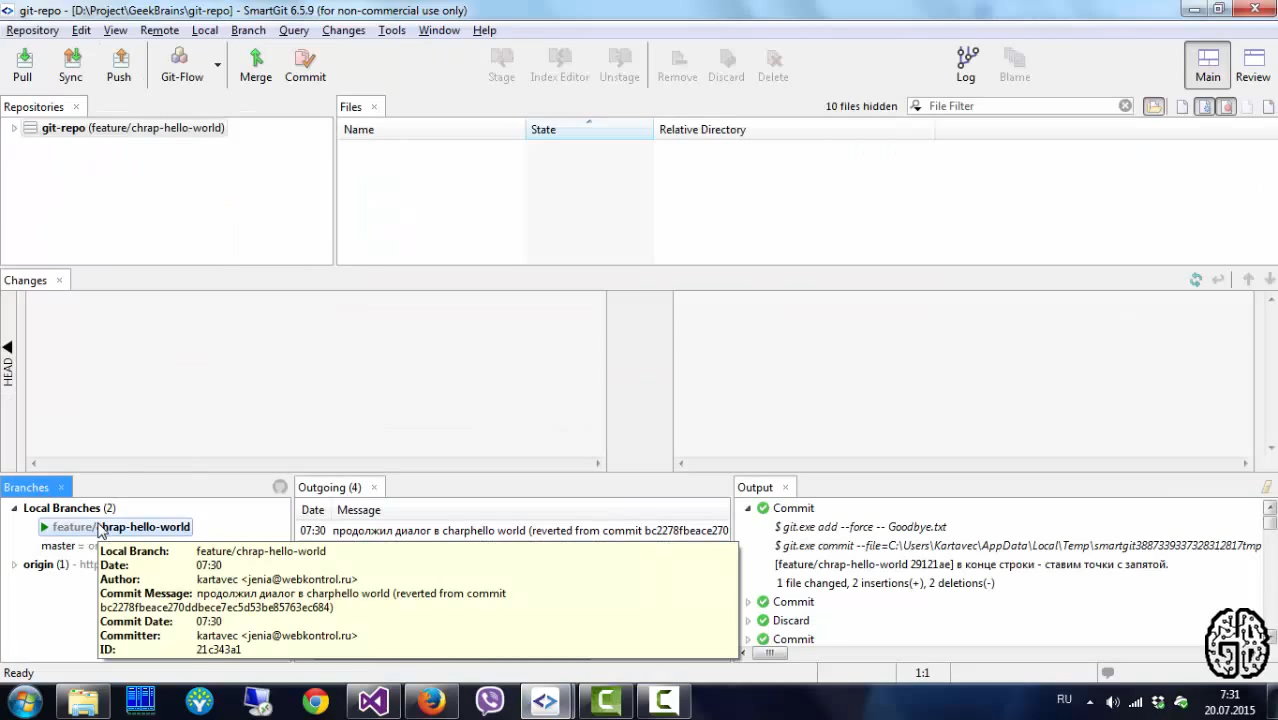 git-repo - [D:\Project\GeekBrains\git-repo] - SmartGit 6.5.9 (for non-commercial use only)
Repository Edit View Remote Local Branch Query Changes Tools Window Help
Pull Sync Push Git-Flow Merge Commit Stage Index Editor Unstage Remove Discard Delete Log Blame Main Review
Repositories
Files
10 files hidden
File Filter
git-repo (feature/chrap-hello-world)
Name State Relative Directory
Changes
HEAD
Branches
Outgoing (4)
Output
Local Branches (2)
feature/chrap-hello-world
master = or
origin (1) - http
Date Message
07:30 продолжил диалог в charphello world (reverted from commit bc2278fbeace270
Local Branch: feature/chrap-hello-world
Date: 07:30
Author: kartavec <jenia@webkontrol.ru>
Commit Message: продолжил диалог в charphello world (reverted from commit
bc2278fbeace270ddbece7ec5d53be85763ec684)
Commit Date: 07:30
Committer: kartavec <jenia@webkontrol.ru>
ID: 21c343a1
Commit
$ git.exe add --force -- Goodbye.txt
$ git.exe commit --file=C:\Users\Kartavec\AppData\Local\Temp\smartgit3887339337328312817tmp
[feature/chrap-hello-world 29121ae] в конце строки - ставим точки с запятой.
1 file changed, 2 insertions(+), 2 deletions(-)
Commit
Discard
Commit
Ready
1:1
RU
7:31
20.07.2015